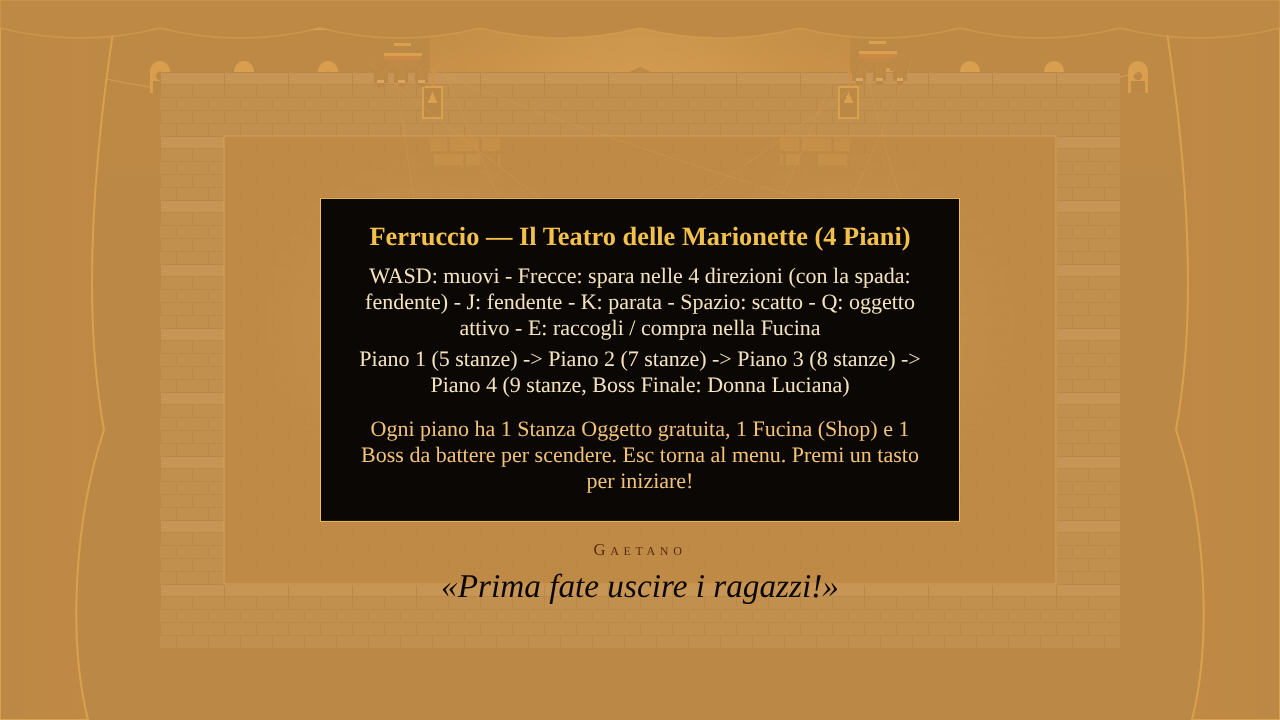 Ferruccio — Il Teatro delle Marionette (4 Piani)
WASD: muovi - Frecce: spara nelle 4 direzioni (con la spada:
fendente) - J: fendente - K: parata - Spazio: scatto - Q: oggetto
attivo - E: raccogli / compra nella Fucina
Piano 1 (5 stanze) -> Piano 2 (7 stanze) -> Piano 3 (8 stanze) ->
Piano 4 (9 stanze, Boss Finale: Donna Luciana)
Ogni piano ha 1 Stanza Oggetto gratuita, 1 Fucina (Shop) e 1
Boss da battere per scendere. Esc torna al menu. Premi un tasto
per iniziare!
Gaetano
«Prima fate uscire i ragazzi!»